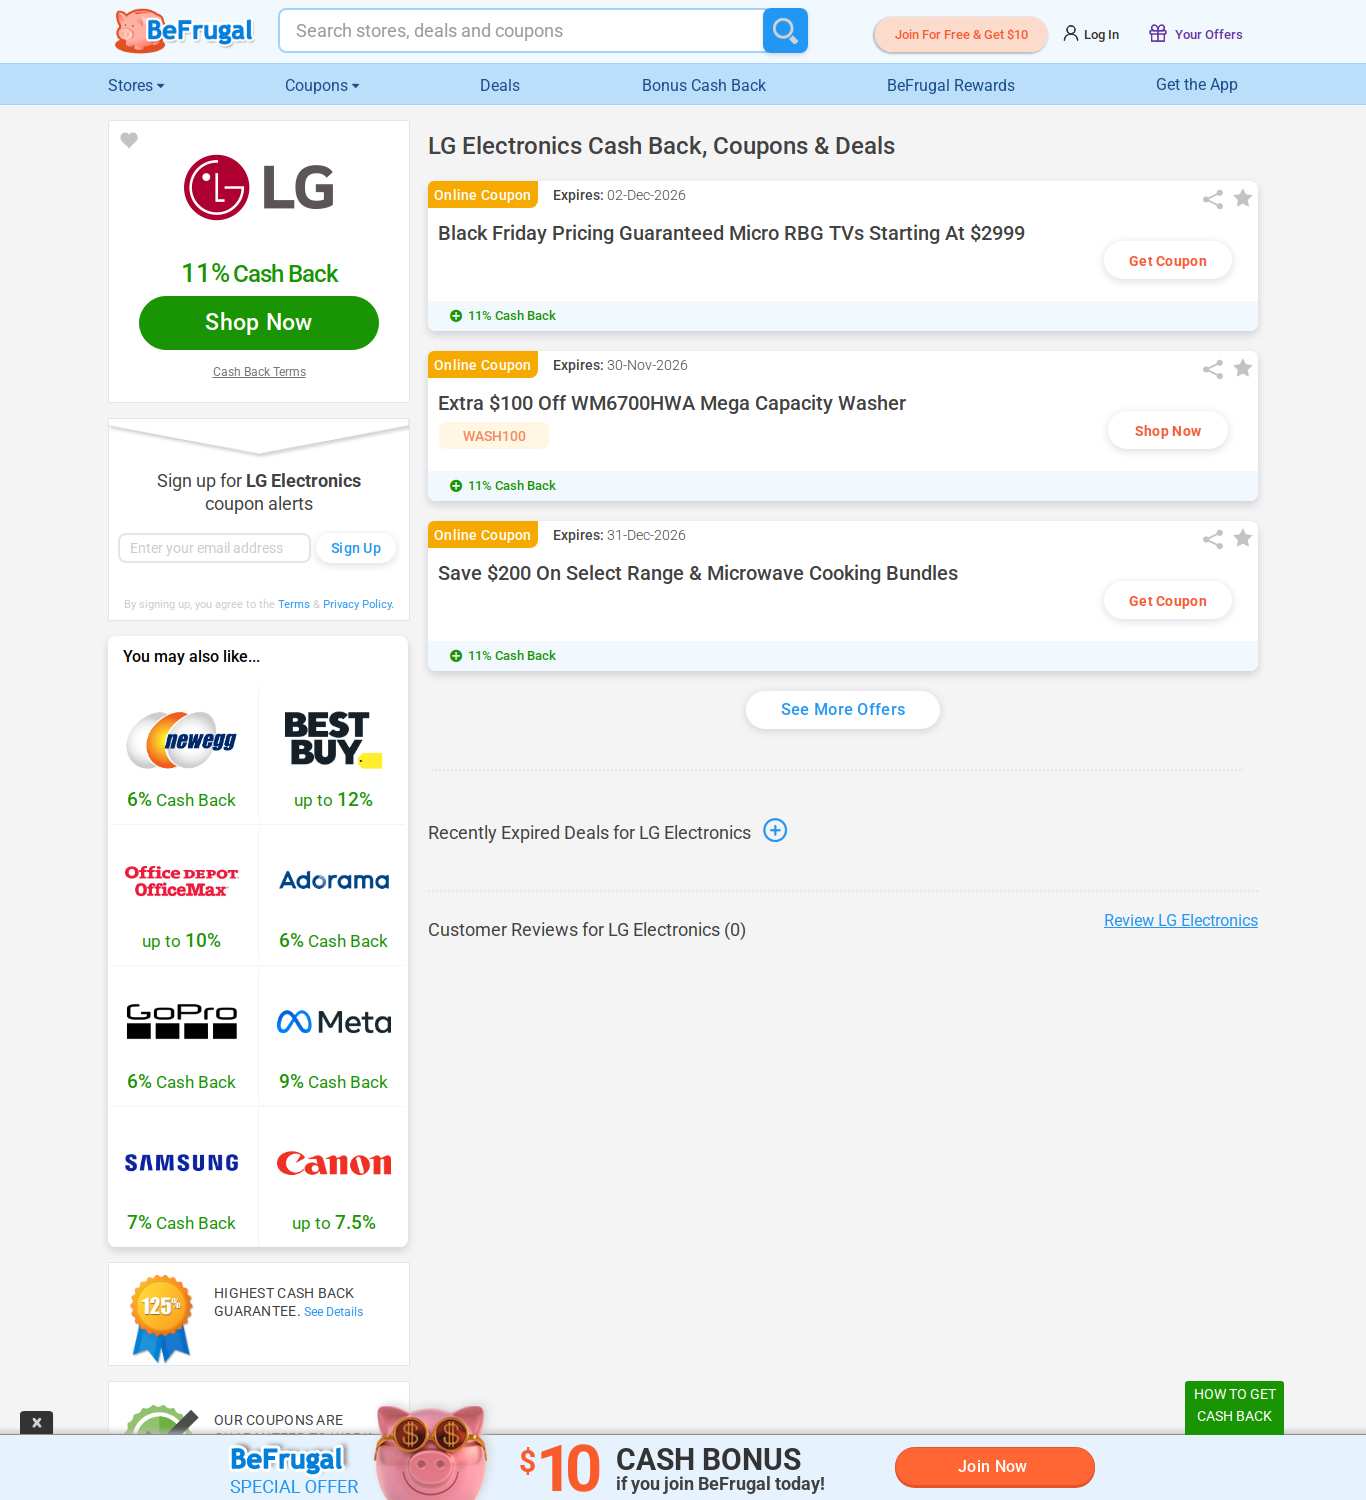 BeFrugal
Search stores, deals and coupons
Join For Free & Get $10
Log In
Your Offers
Stores
Coupons
Deals
Bonus Cash Back
BeFrugal Rewards
Get the App
LG
11% Cash Back
Shop Now
Cash Back Terms
Sign up for LG Electronics
coupon alerts
Enter your email address
Sign Up
By signing up, you agree to the Terms & Privacy Policy.
You may also like...
newegg
6% Cash Back
BEST
BUY
up to 12%
Office DEPOT
OfficeMax
up to 10%
Adorama
6% Cash Back
GoPro
6% Cash Back
Meta
9% Cash Back
SAMSUNG
7% Cash Back
Canon
up to 7.5%
125%
HIGHEST CASH BACK
GUARANTEE. See Details
OUR COUPONS ARE
LG Electronics Cash Back, Coupons & Deals
Online Coupon
Expires: 02-Dec-2026
Black Friday Pricing Guaranteed Micro RBG TVs Starting At $2999
Get Coupon
11% Cash Back
Online Coupon
Expires: 30-Nov-2026
Extra $100 Off WM6700HWA Mega Capacity Washer
WASH100
Shop Now
11% Cash Back
Online Coupon
Expires: 31-Dec-2026
Save $200 On Select Range & Microwave Cooking Bundles
Get Coupon
11% Cash Back
See More Offers
Recently Expired Deals for LG Electronics
Customer Reviews for LG Electronics (0)
Review LG Electronics
HOW TO GET
CASH BACK
x
BeFrugal
SPECIAL OFFER
$10
CASH BONUS
if you join BeFrugal today!
Join Now